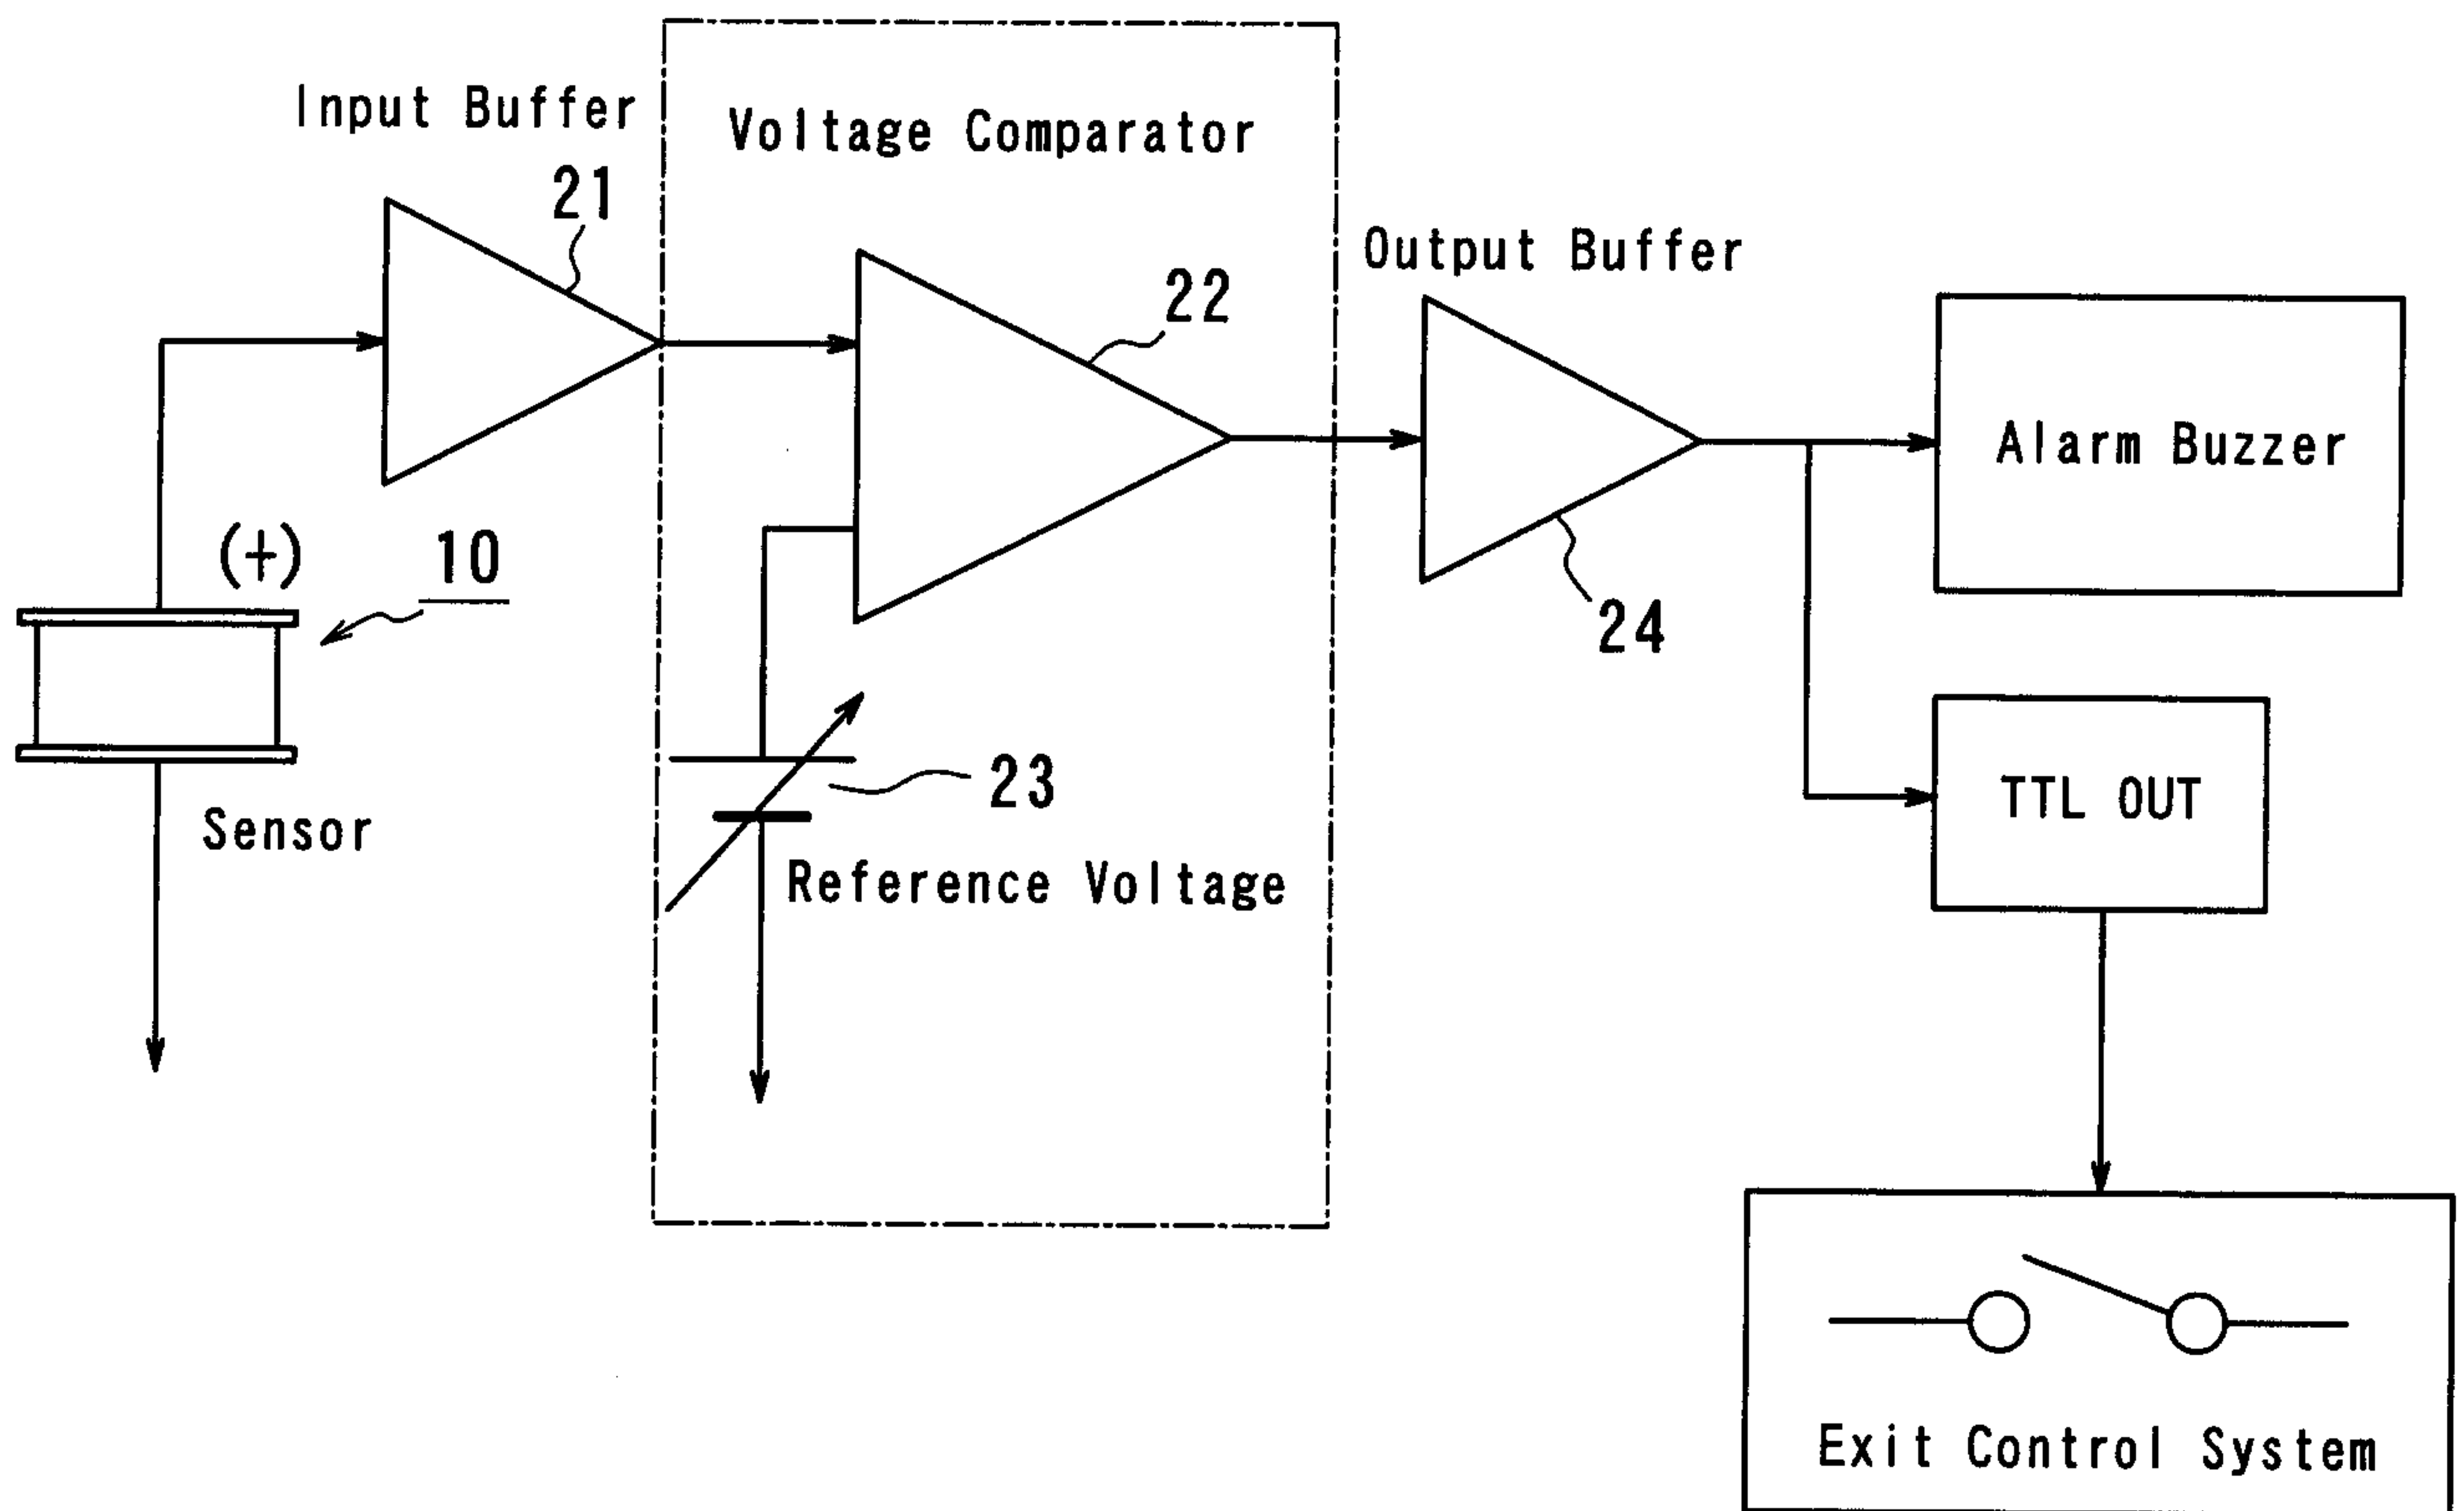 Input Buffer
21
Voltage Comparator
22
Output Buffer
24
Alarm Buzzer
(+)
10
Sensor
23
Reference Voltage
TTL OUT
Exit Control System